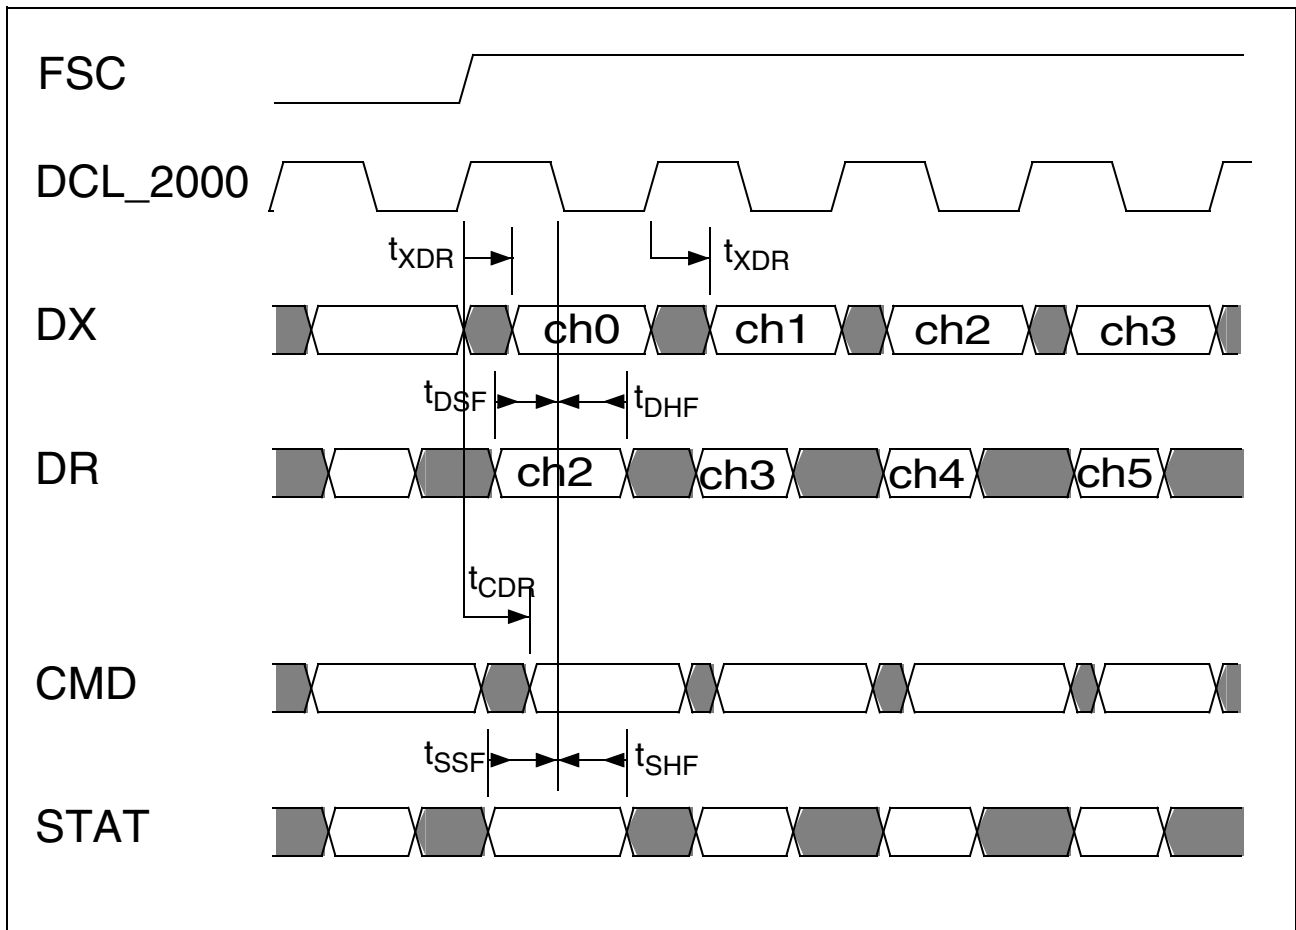 FSC
DCL_2000
tXDR tXDR
DX ch0 ch1 ch2 ch3
tDSF tDHF
DR ch2 ch3 ch4 ch5
tCDR
CMD
tSSF tSHF
STAT